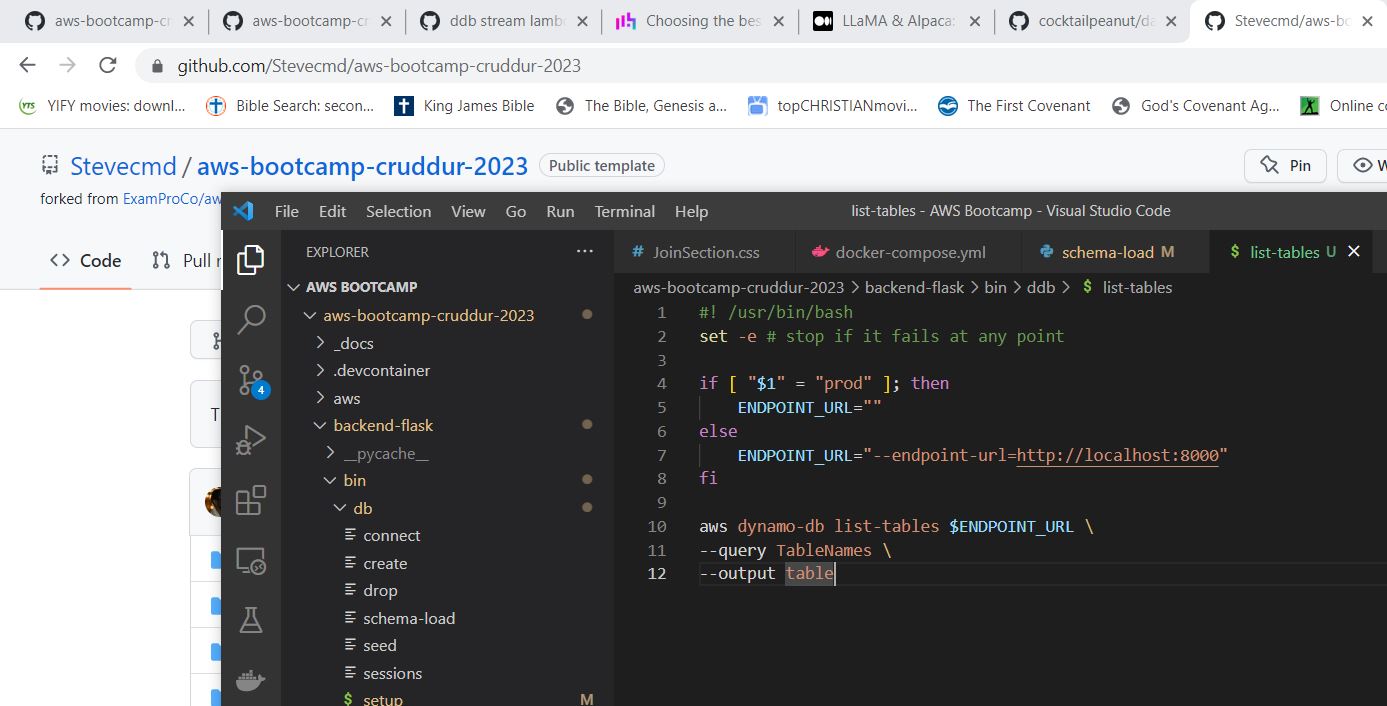 aws-bootcamp-cr
aws-bootcamp-cr
ddb stream lamb
Choosing the bes
LLaMA & Alpaca:
cocktailpeanut/da
Stevecmd/aws-bo
github.com/Stevecmd/aws-bootcamp-cruddur-2023
YTS YIFY movies: downl...
Bible Search: secon...
King James Bible
The Bible, Genesis a...
topCHRISTIANmovi...
The First Covenant
God's Covenant Ag...
Online co
Stevecmd / aws-bootcamp-cruddur-2023 Public template
Pin
W
forked from ExamProCo/aw
<> Code
Pull r
T
File Edit Selection View Go Run Terminal Help
list-tables - AWS Bootcamp - Visual Studio Code
4
EXPLORER ...
AWS BOOTCAMP
aws-bootcamp-cruddur-2023
_docs
.devcontainer
aws
backend-flask
__pycache__
bin
db
connect
create
drop
schema-load
seed
sessions
$ setup M
# JoinSection.css
docker-compose.yml
schema-load M
$ list-tables U
aws-bootcamp-cruddur-2023 > backend-flask > bin > ddb > $ list-tables
1 #! /usr/bin/bash
2 set -e # stop if it fails at any point
3
4 if [ "$1" = "prod" ]; then
5 ENDPOINT_URL=""
6 else
7 ENDPOINT_URL="--endpoint-url=http://localhost:8000"
8 fi
9
10 aws dynamo-db list-tables $ENDPOINT_URL \
11 --query TableNames \
12 --output table